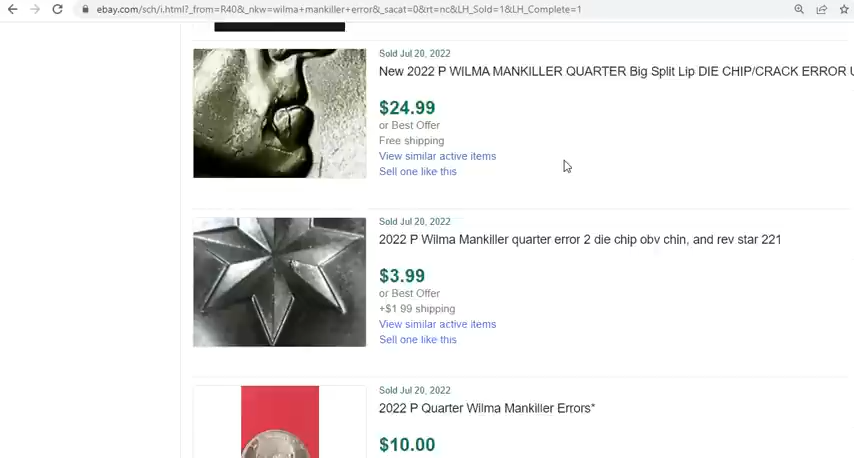 ebay.com/sch/i.html?_from=R40&_nkw=wilma+mankiller+error&_sacat=0&rt=nc&LH_Sold=1&LH_Complete=1
Sold Jul 20, 2022
New 2022 P WILMA MANKILLER QUARTER Big Split Lip DIE CHIP/CRACK ERROR U
$24.99
or Best Offer
Free shipping
View similar active items
Sell one like this
Sold Jul 20, 2022
2022 P Wilma Mankiller quarter error 2 die chip obv chin, and rev star 221
$3.99
or Best Offer
+$1 99 shipping
View similar active items
Sell one like this
Sold Jul 20, 2022
2022 P Quarter Wilma Mankiller Errors*
$10.00